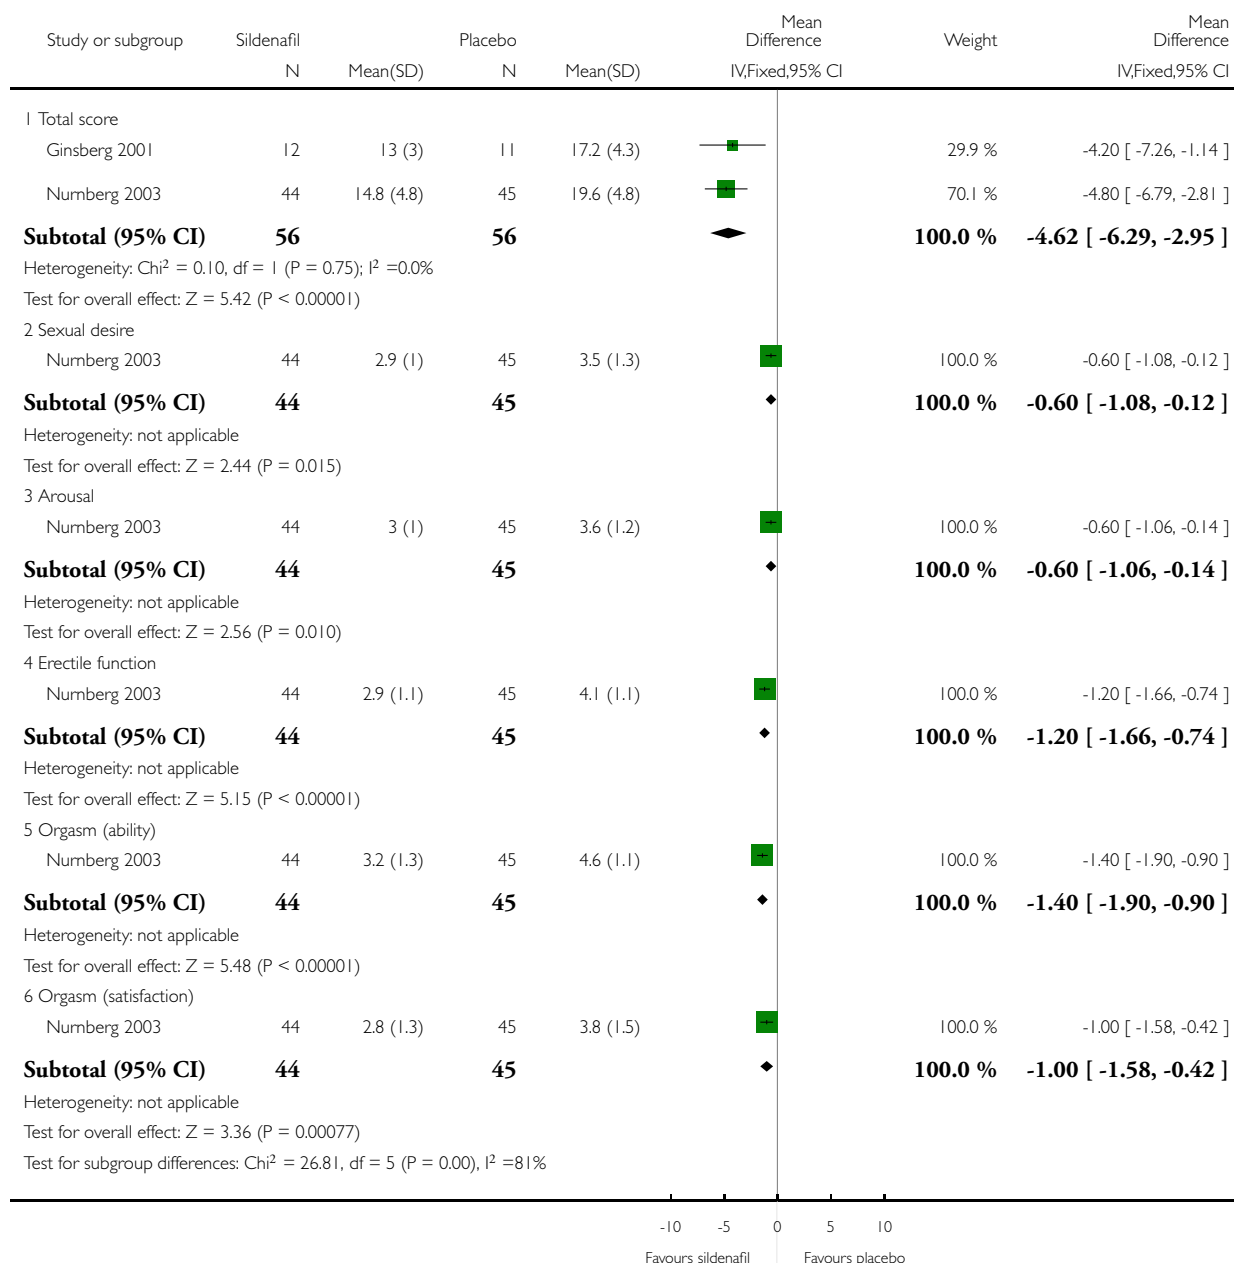 Study or subgroup Sildenafil Placebo Mean Difference Weight Mean Difference
N Mean(SD) N Mean(SD) IV,Fixed,95% CI IV,Fixed,95% CI
1 Total score
Ginsberg 2001 12 13 (3) 11 17.2 (4.3) 29.9 % -4.20 [ -7.26, -1.14 ]
Nurnberg 2003 44 14.8 (4.8) 45 19.6 (4.8) 70.1 % -4.80 [ -6.79, -2.81 ]
Subtotal (95% CI) 56 56 100.0 % -4.62 [ -6.29, -2.95 ]
Heterogeneity: Chi² = 0.10, df = 1 (P = 0.75); I² =0.0%
Test for overall effect: Z = 5.42 (P < 0.00001)
2 Sexual desire
Nurnberg 2003 44 2.9 (1) 45 3.5 (1.3) 100.0 % -0.60 [ -1.08, -0.12 ]
Subtotal (95% CI) 44 45 100.0 % -0.60 [ -1.08, -0.12 ]
Heterogeneity: not applicable
Test for overall effect: Z = 2.44 (P = 0.015)
3 Arousal
Nurnberg 2003 44 3 (1) 45 3.6 (1.2) 100.0 % -0.60 [ -1.06, -0.14 ]
Subtotal (95% CI) 44 45 100.0 % -0.60 [ -1.06, -0.14 ]
Heterogeneity: not applicable
Test for overall effect: Z = 2.56 (P = 0.010)
4 Erectile function
Nurnberg 2003 44 2.9 (1.1) 45 4.1 (1.1) 100.0 % -1.20 [ -1.66, -0.74 ]
Subtotal (95% CI) 44 45 100.0 % -1.20 [ -1.66, -0.74 ]
Heterogeneity: not applicable
Test for overall effect: Z = 5.15 (P < 0.00001)
5 Orgasm (ability)
Nurnberg 2003 44 3.2 (1.3) 45 4.6 (1.1) 100.0 % -1.40 [ -1.90, -0.90 ]
Subtotal (95% CI) 44 45 100.0 % -1.40 [ -1.90, -0.90 ]
Heterogeneity: not applicable
Test for overall effect: Z = 5.48 (P < 0.00001)
6 Orgasm (satisfaction)
Nurnberg 2003 44 2.8 (1.3) 45 3.8 (1.5) 100.0 % -1.00 [ -1.58, -0.42 ]
Subtotal (95% CI) 44 45 100.0 % -1.00 [ -1.58, -0.42 ]
Heterogeneity: not applicable
Test for overall effect: Z = 3.36 (P = 0.00077)
Test for subgroup differences: Chi² = 26.81, df = 5 (P = 0.00), I² =81%
-10 -5 0 5 10
Favours sildenafil Favours placebo